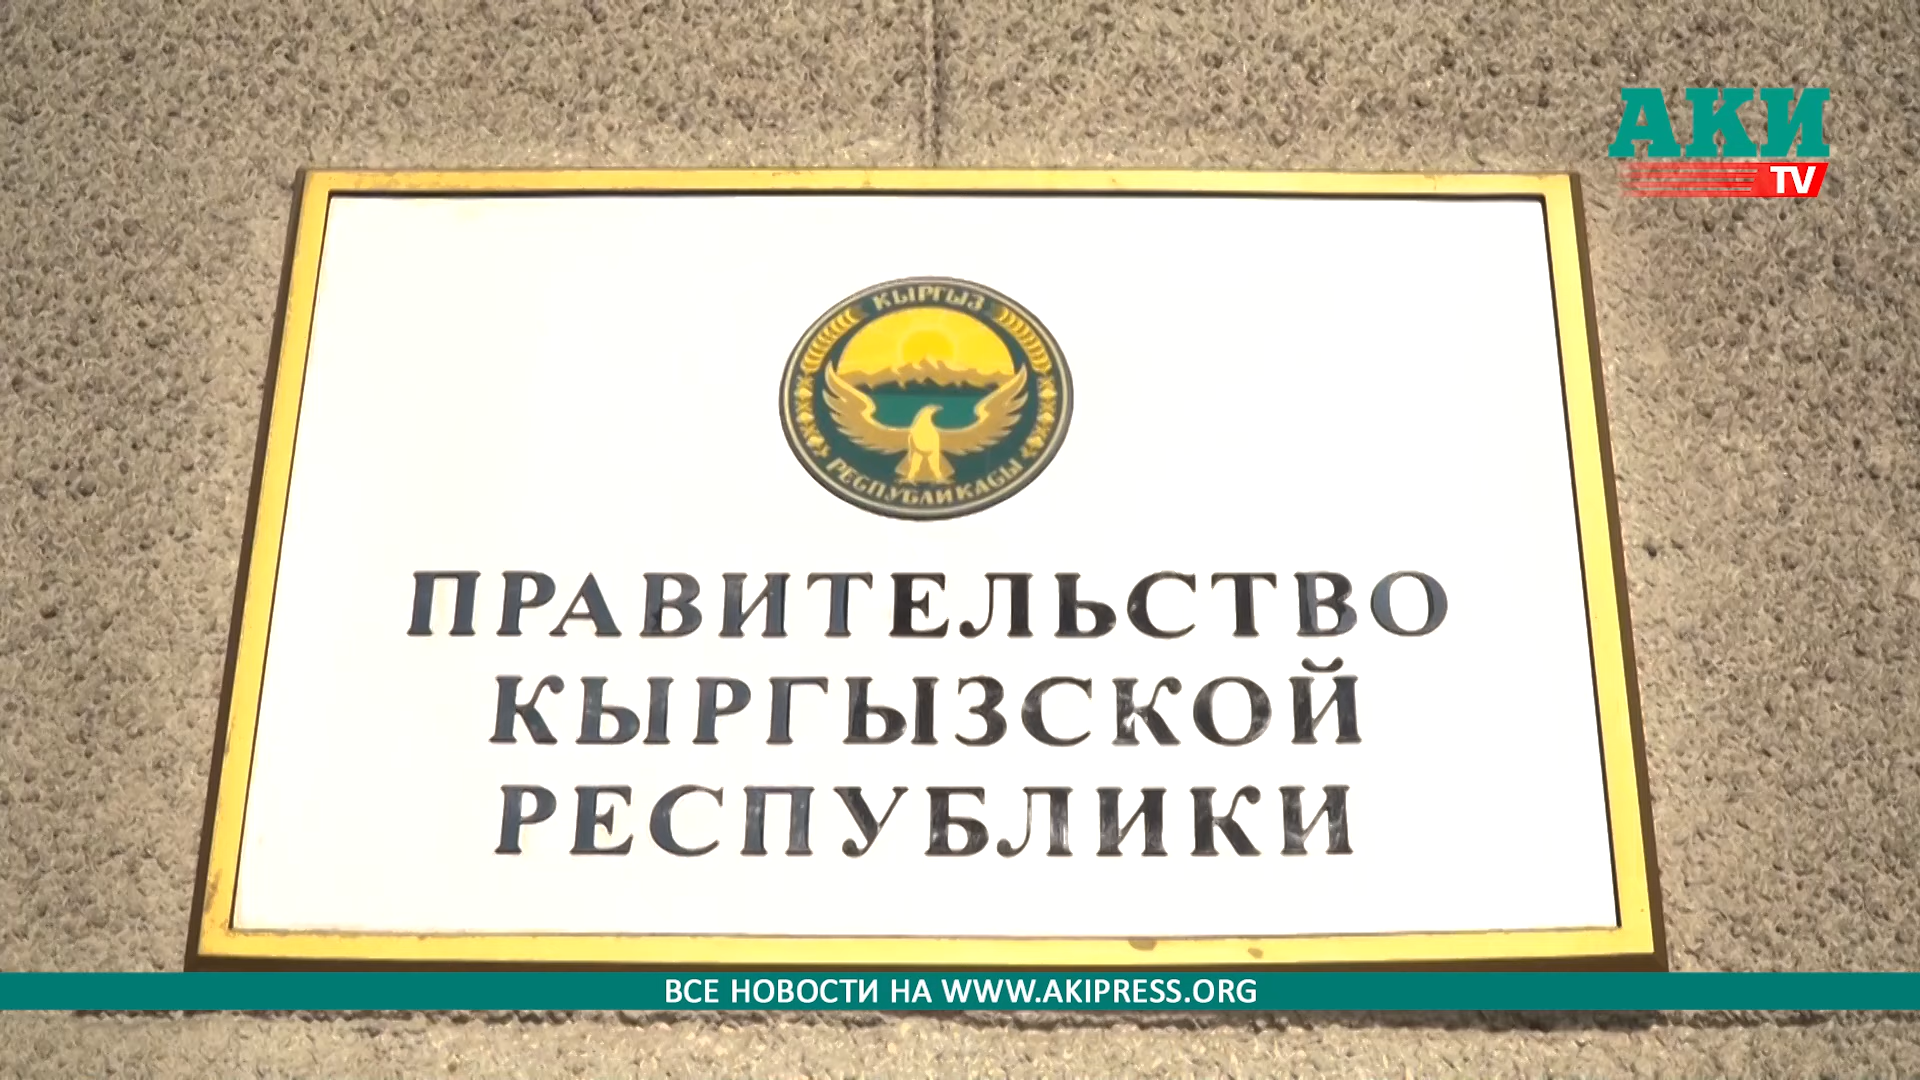 АКИ
TV
КЫРГЫЗ
РЕСПУБЛИКАСЫ
ПРАВИТЕЛЬСТВО
КЫРГЫЗСКОЙ
РЕСПУБЛИКИ
ВСЕ НОВОСТИ НА WWW.AKIPRESS.ORG